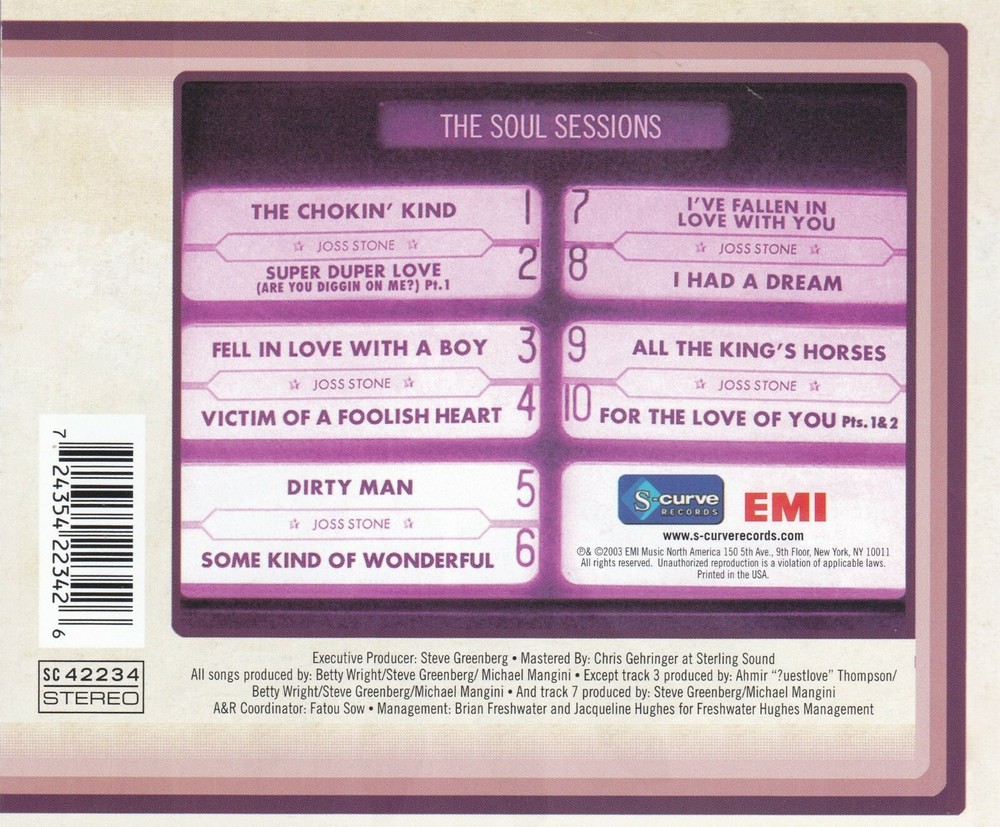 THE SOUL SESSIONS
THE CHOKIN' KIND 1
☆ JOSS STONE ☆
SUPER DUPER LOVE 2
(ARE YOU DIGGIN ON ME?) Pt.1
FELL IN LOVE WITH A BOY 3
☆ JOSS STONE ☆
VICTIM OF A FOOLISH HEART 4
DIRTY MAN 5
☆ JOSS STONE ☆
SOME KIND OF WONDERFUL 6
7 I'VE FALLEN IN
LOVE WITH YOU
☆ JOSS STONE ☆
8 I HAD A DREAM
9 ALL THE KING'S HORSES
☆ JOSS STONE ☆
10 FOR THE LOVE OF YOU Pts.1&2
S-curve
RECORDS
EMI
www.s-curverecords.com
℗& ©2003 EMI Music North America 150 5th Ave., 9th Floor, New York, NY 10011
All rights reserved. Unauthorized reproduction is a violation of applicable laws.
Printed in the USA.
7 24354 22342 6
SC 42234
STEREO
Executive Producer: Steve Greenberg • Mastered By: Chris Gehringer at Sterling Sound
All songs produced by: Betty Wright/Steve Greenberg/ Michael Mangini • Except track 3 produced by: Ahmir "?uestlove" Thompson/
Betty Wright/Steve Greenberg/Michael Mangini • And track 7 produced by: Steve Greenberg/Michael Mangini
A&R Coordinator: Fatou Sow • Management: Brian Freshwater and Jacqueline Hughes for Freshwater Hughes Management